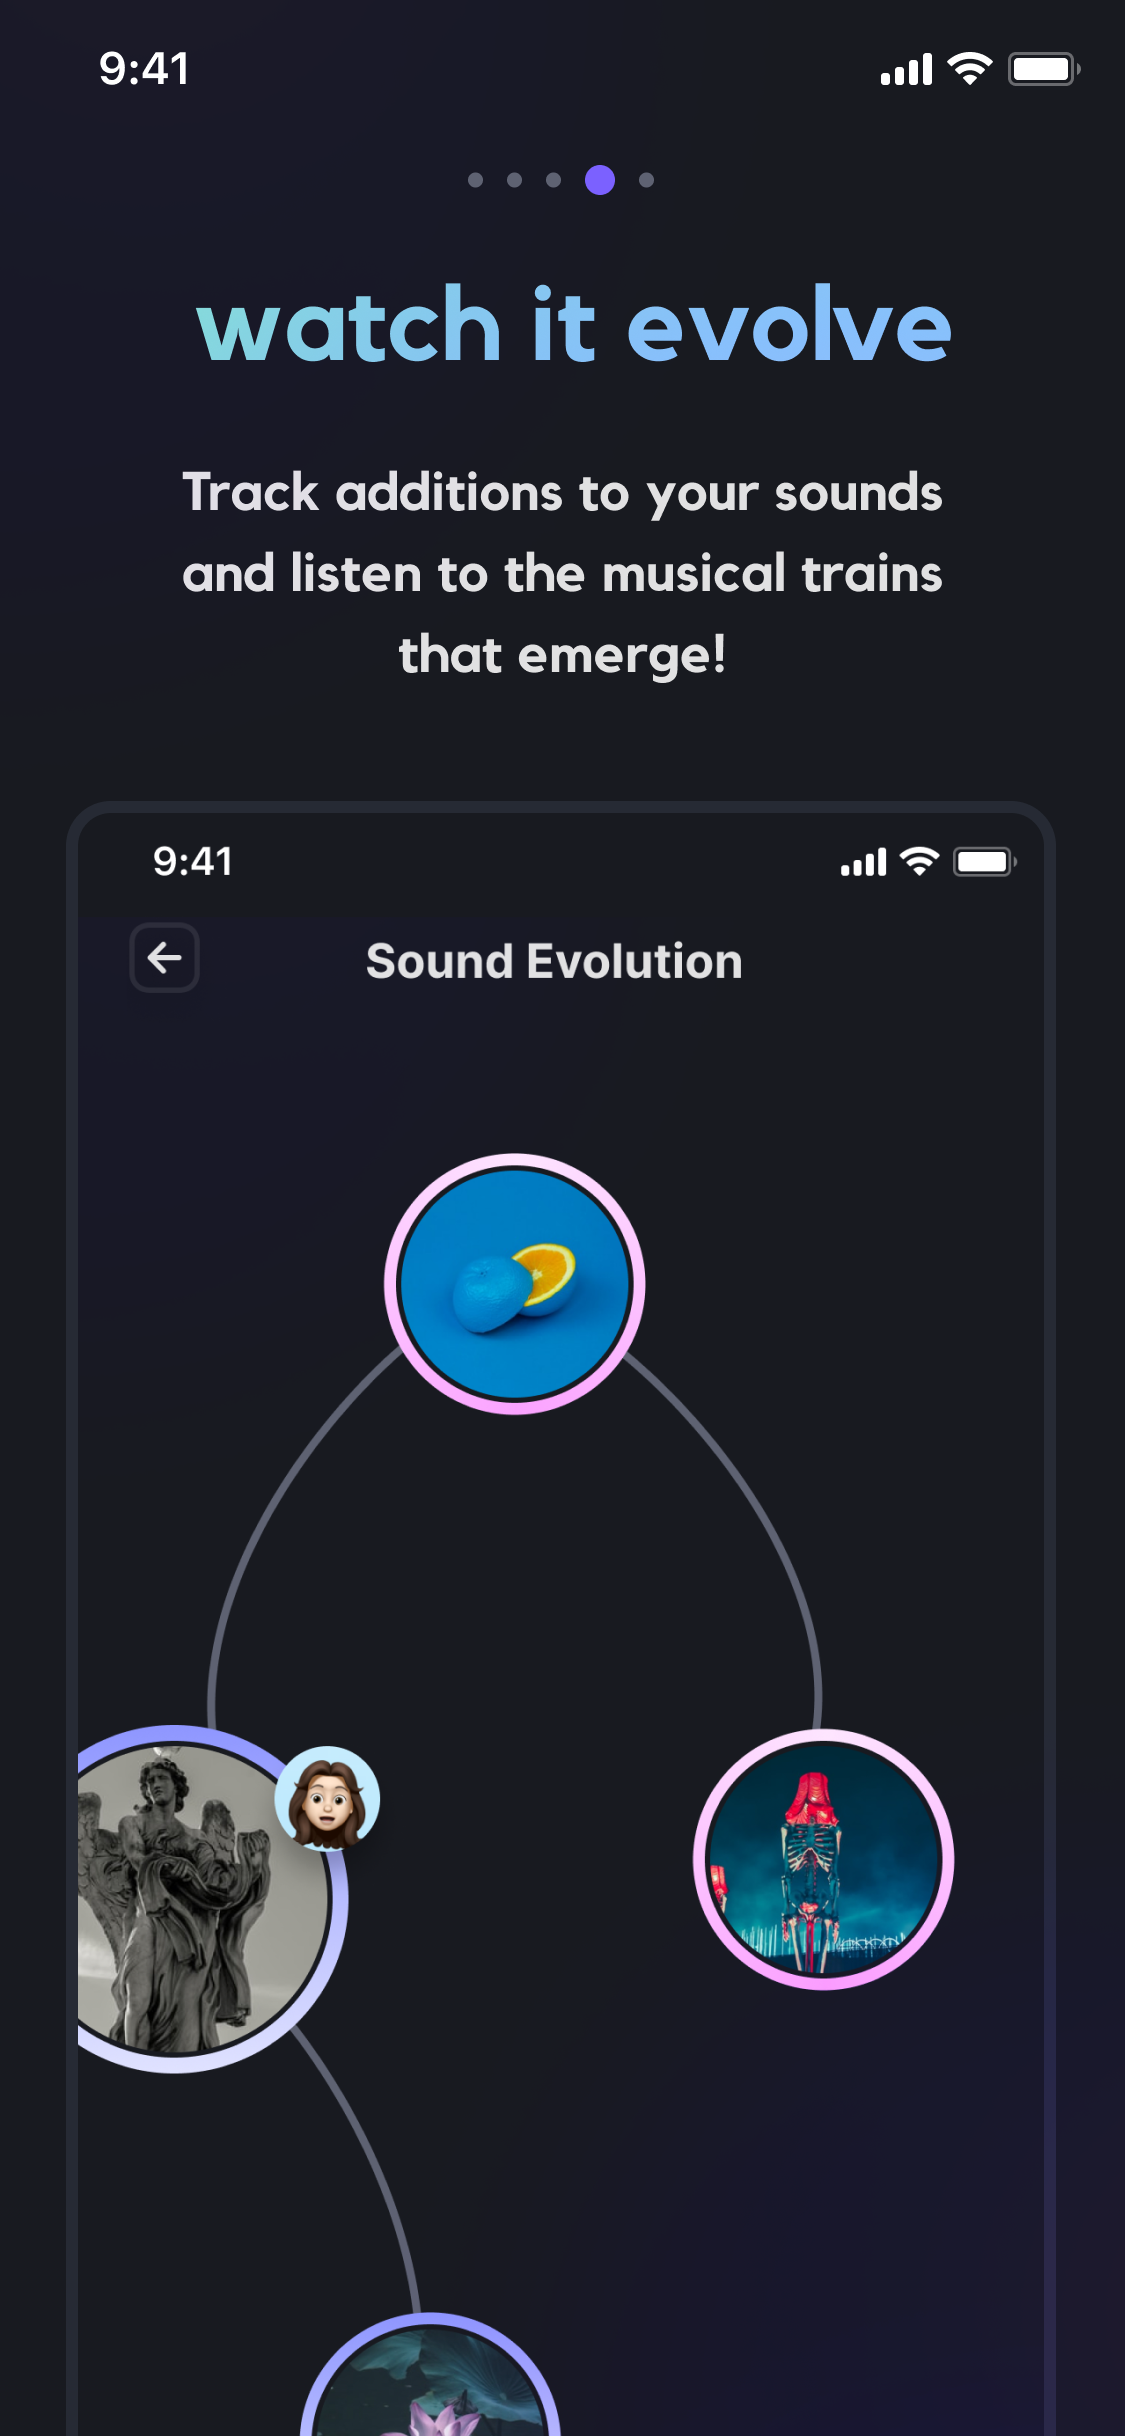 9:41
watch it evolve
Track additions to your sounds
and listen to the musical trains
that emerge!
9:41
Sound Evolution